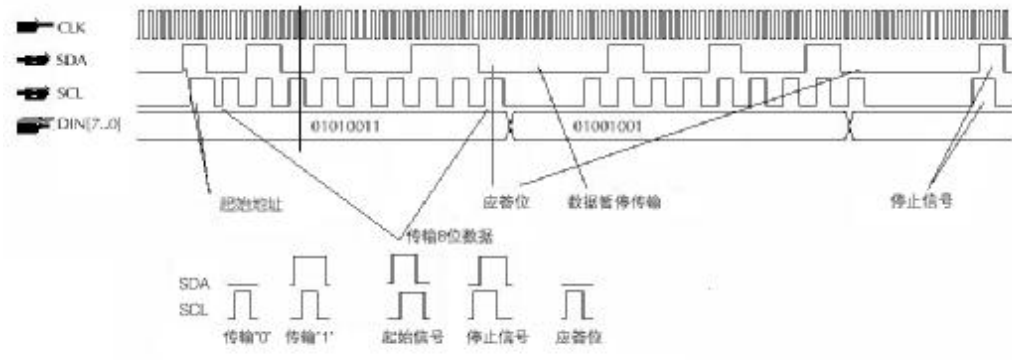 CLK
SDA
SCL
DIN[7..0]
01010011
01001001
起始地址
应答位
数据暂停传输
停止信号
传输8位数据
SDA
SCL
传输"0"
传输"1"
起始信号
停止信号
应答位